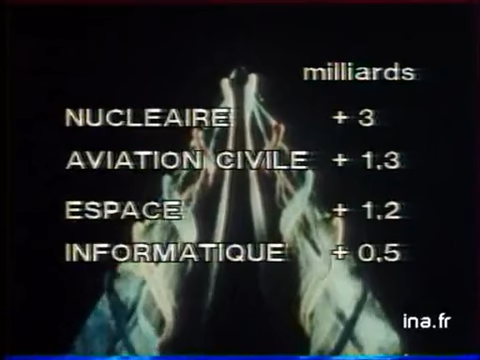 milliards
NUCLEAIRE + 3
AVIATION CIVILE + 1,3
ESPACE + 1,2
INFORMATIQUE + 0,5
ina.fr